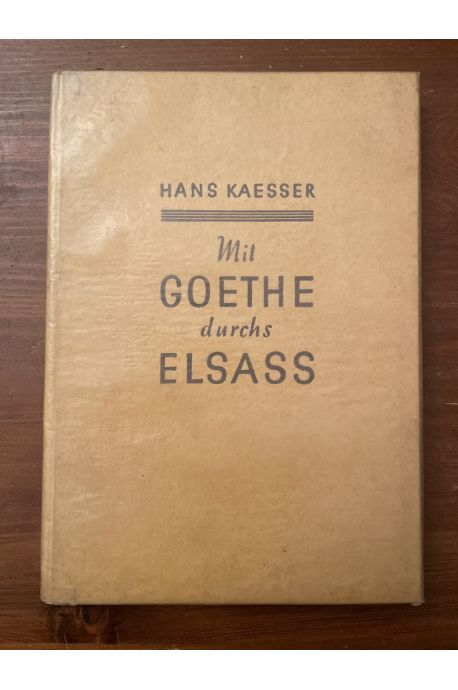 HANS KAESSER
Mit
GOETHE
durchs
ELSASS